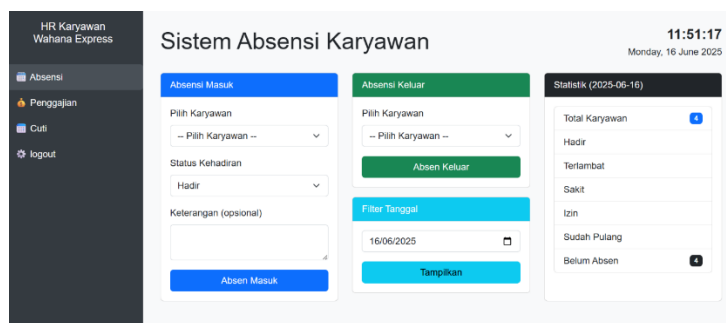 HR Karyawan
Wahana Express
Absensi
Penggajian
Cuti
logout
Sistem Absensi Karyawan
11:51:17
Monday, 16 June 2025
Absensi Masuk
Pilih Karyawan
-- Pilih Karyawan --
Status Kehadiran
Hadir
Keterangan (opsional)
Absen Masuk
Absensi Keluar
Pilih Karyawan
-- Pilih Karyawan --
Absen Keluar
Filter Tanggal
16/06/2025
Tampilkan
Statistik (2025-06-16)
Total Karyawan 4
Hadir
Terlambat
Sakit
Izin
Sudah Pulang
Belum Absen 4